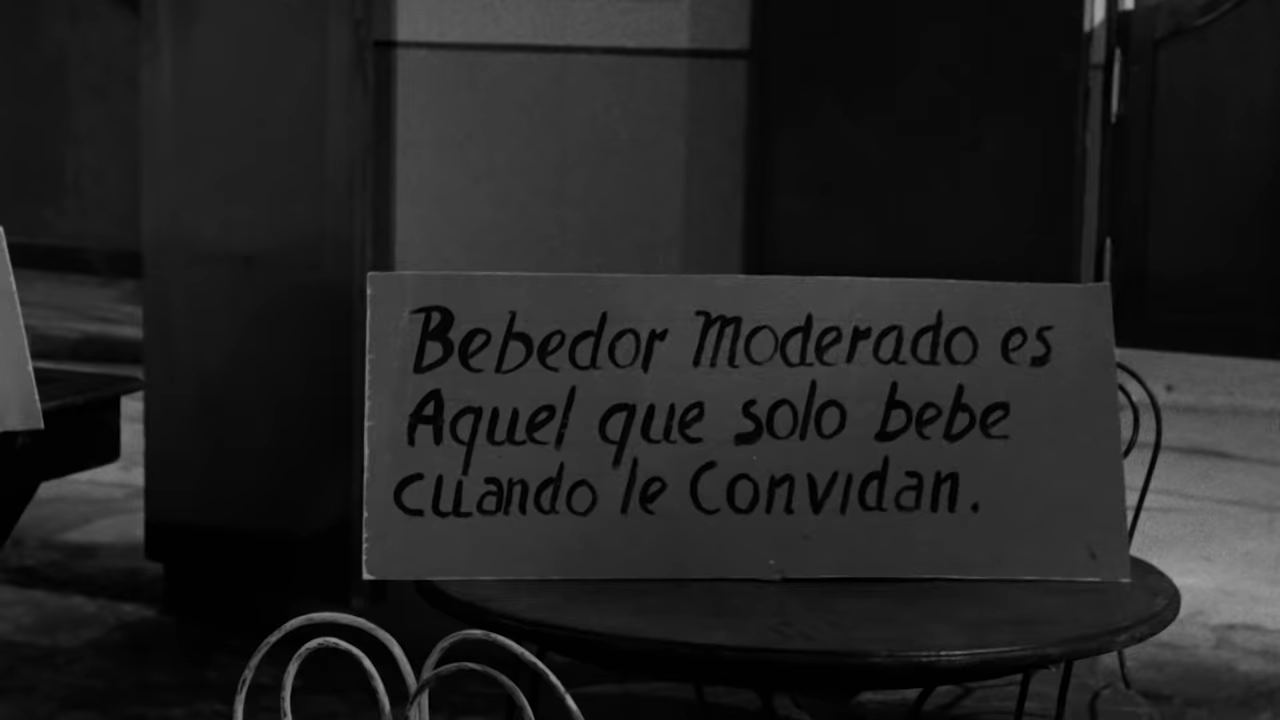 Bebedor Moderado es
Aquel que solo bebe
cuando le Convidan.